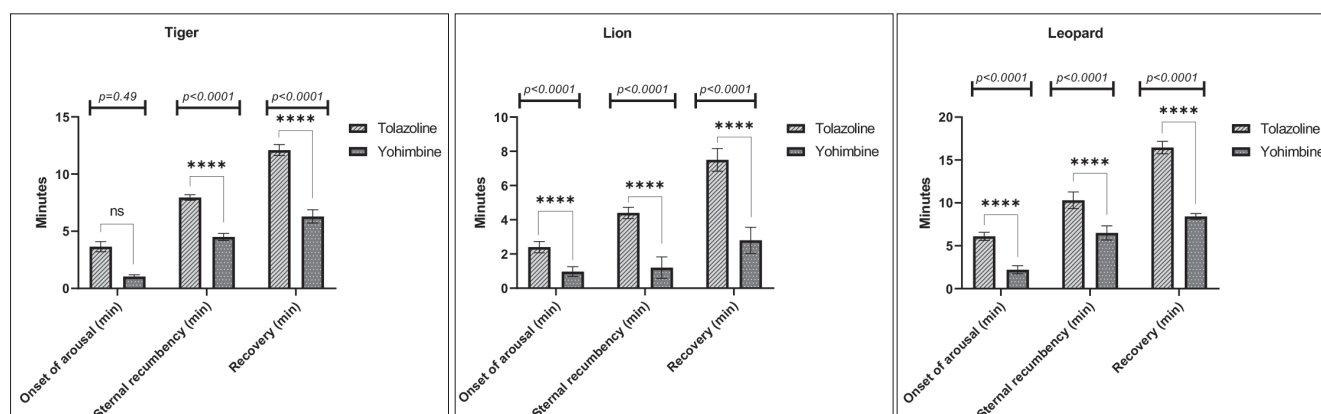 Tiger
p=0.49
p<0.0001
p<0.0001
15
10
5
0
Minutes
ns
****
****
Tolazoline
Yohimbine
Onset of arousal (min)
Sternal recumbency (min)
Recovery (min)
Lion
p<0.0001
p<0.0001
p<0.0001
10
8
6
4
2
0
Minutes
****
****
****
Tolazoline
Yohimbine
Onset of arousal (min)
Sternal recumbency (min)
Recovery (min)
Leopard
p<0.0001
p<0.0001
p<0.0001
20
15
10
5
0
Minutes
****
****
****
Tolazoline
Yohimbine
Onset of arousal (min)
Sternal recumbency (min)
Recovery (min)